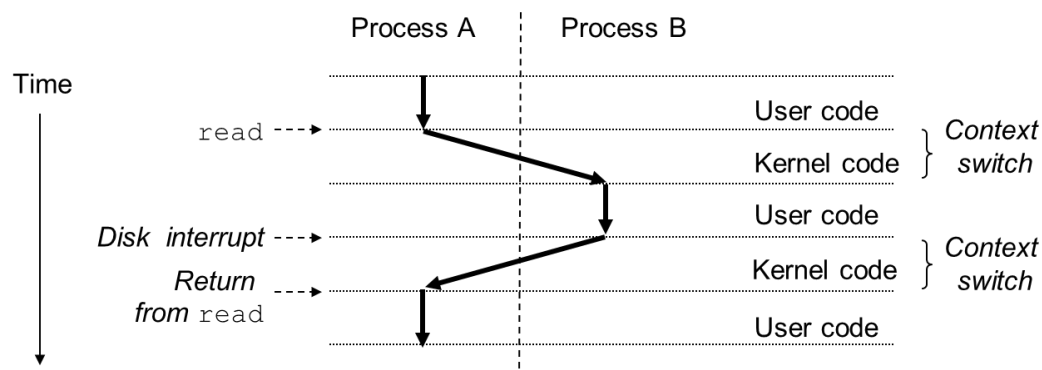 Process A
Process B
Time
User code
read
Context
switch
Kernel code
User code
Disk interrupt
Context
switch
Kernel code
Return
from read
User code